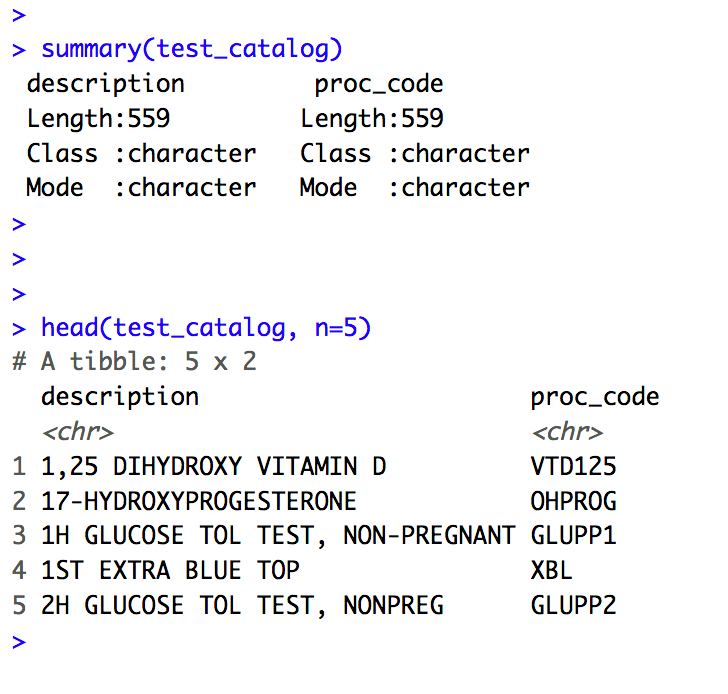 >
> summary(test_catalog)
 description         proc_code
 Length:559         Length:559
 Class :character   Class :character
 Mode  :character   Mode  :character
>
>
>
> head(test_catalog, n=5)
# A tibble: 5 x 2
  description                       proc_code
  <chr>                             <chr>
1 1,25 DIHYDROXY VITAMIN D          VTD125
2 17-HYDROXYPROGESTERONE            OHPROG
3 1H GLUCOSE TOL TEST, NON-PREGNANT GLUPP1
4 1ST EXTRA BLUE TOP                XBL
5 2H GLUCOSE TOL TEST, NONPREG      GLUPP2
>